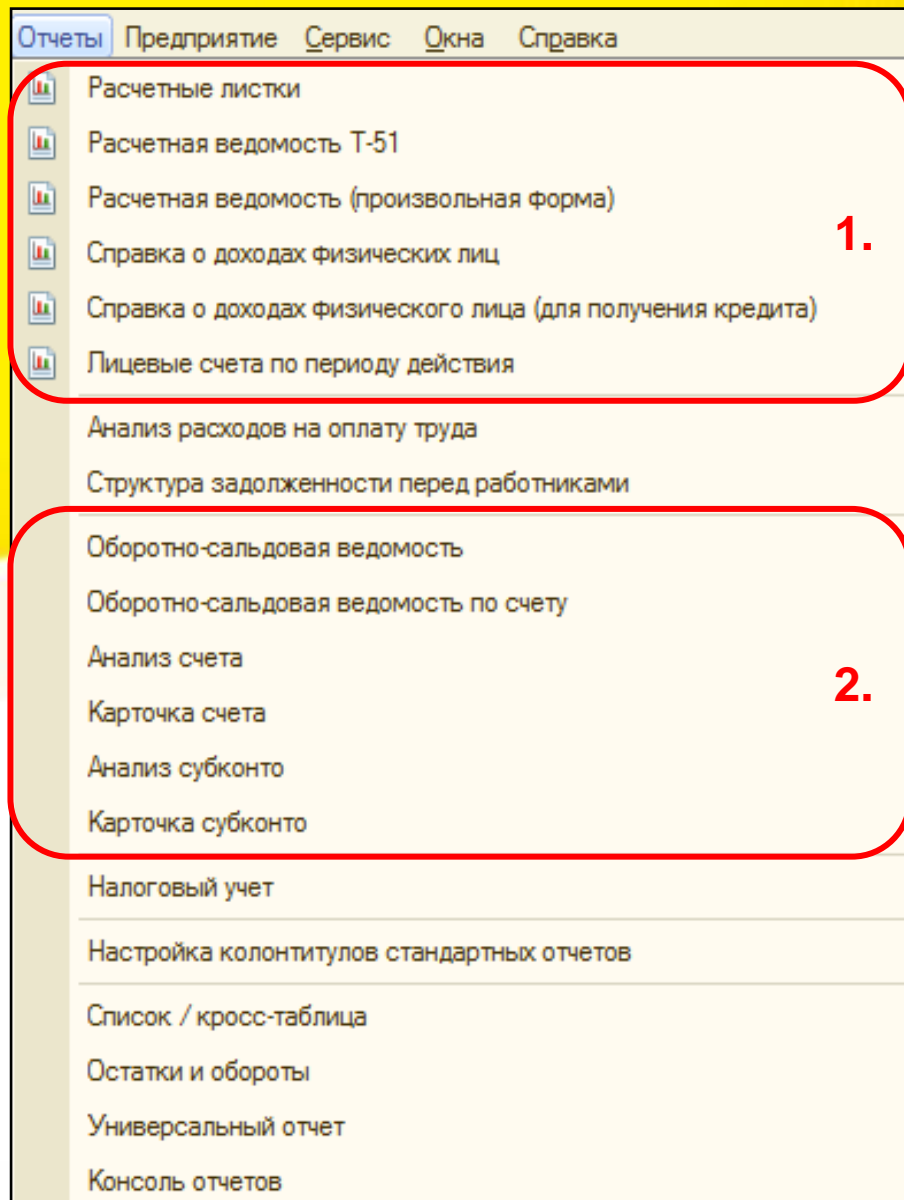 Отчеты Предприятие Сервис Окна Справка
Расчетные листки
Расчетная ведомость Т-51
Расчетная ведомость (произвольная форма)
1.
Справка о доходах физических лиц
Справка о доходах физического лица (для получения кредита)
Лицевые счета по периоду действия
Анализ расходов на оплату труда
Структура задолженности перед работниками
Оборотно-сальдовая ведомость
Оборотно-сальдовая ведомость по счету
Анализ счета
2.
Карточка счета
Анализ субконто
Карточка субконто
Налоговый учет
Настройка колонтитулов стандартных отчетов
Список / кросс-таблица
Остатки и обороты
Универсальный отчет
Консоль отчетов